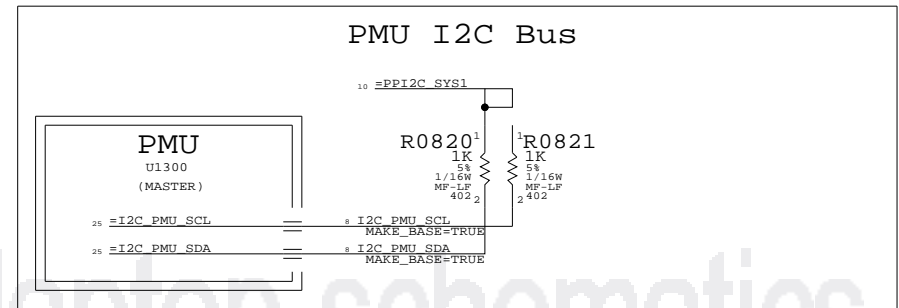 PMU I2C Bus
10 =PPI2C_SYS1
R0820 1 1 R0821
1K 1K
5% 5%
1/16W 1/16W
MF-LF MF-LF
402 2 2 402
PMU
U1300
(MASTER)
25 =I2C_PMU_SCL 8 I2C_PMU_SCL
MAKE_BASE=TRUE
25 =I2C_PMU_SDA 8 I2C_PMU_SDA
MAKE_BASE=TRUE
laptop schematics